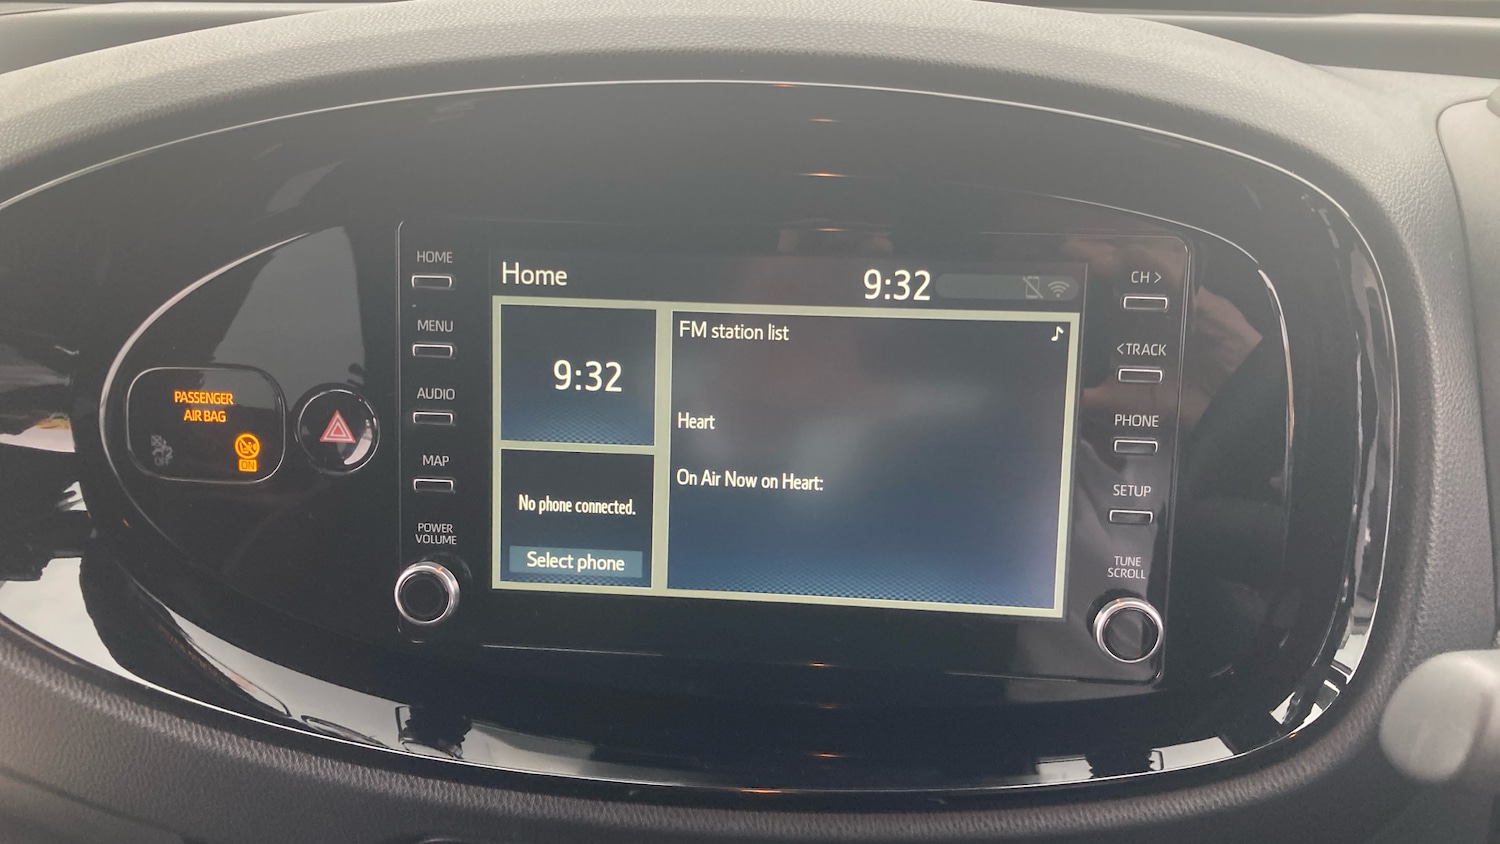 Home
9:32
9:32
FM station list
Heart
On Air Now on Heart:
No phone connected.
Select phone
HOME
MENU
AUDIO
MAP
POWER
VOLUME
CH >
<TRACK
PHONE
SETUP
TUNE
SCROLL
PASSENGER
AIR BAG
OFF
ON